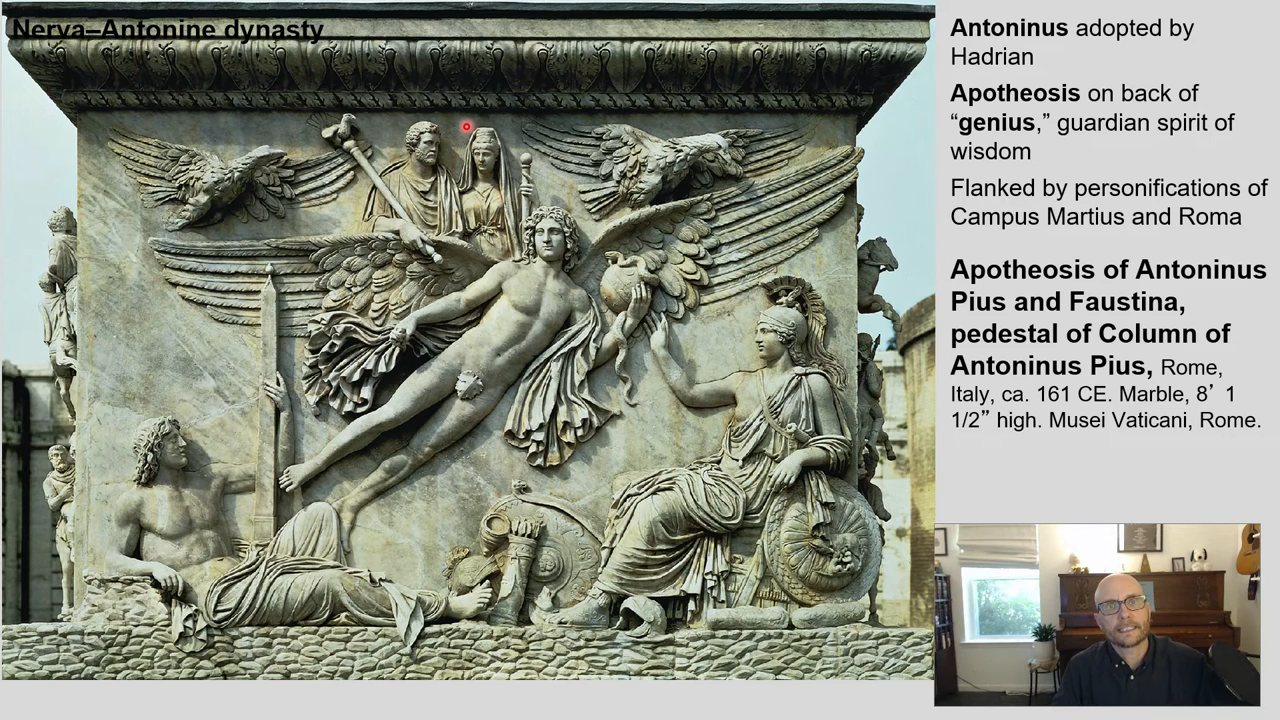 Nerva–Antonine dynasty
Antoninus adopted by
Hadrian
Apotheosis on back of
“genius,” guardian spirit of
wisdom
Flanked by personifications of
Campus Martius and Roma
Apotheosis of Antoninus
Pius and Faustina,
pedestal of Column of
Antoninus Pius, Rome,
Italy, ca. 161 CE. Marble, 8’ 1
1/2” high. Musei Vaticani, Rome.